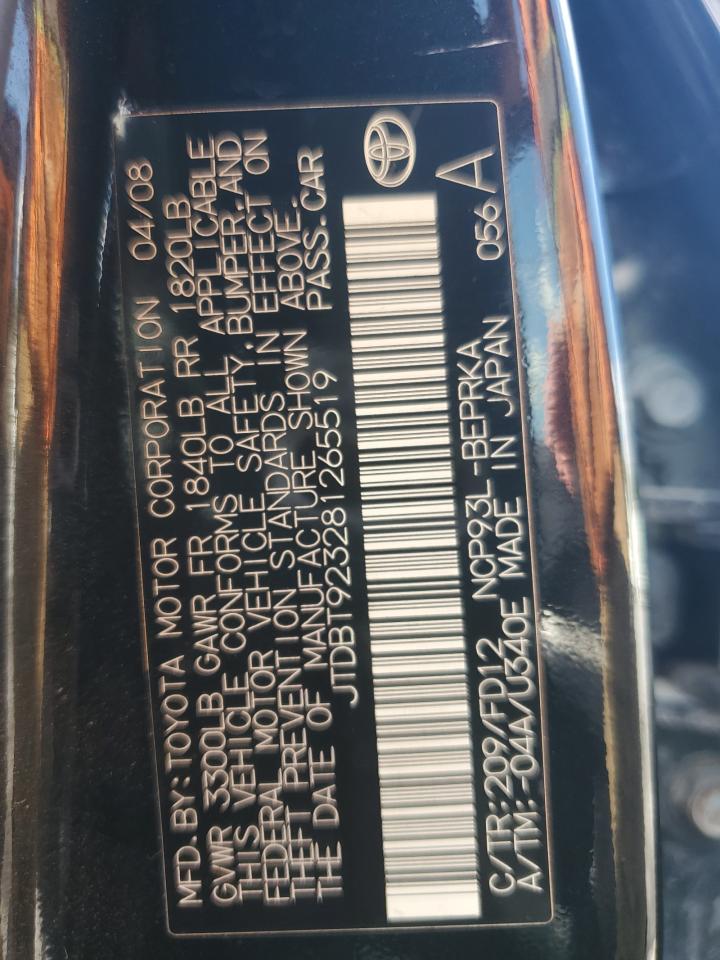 MFD.BY:TOYOTA MOTOR CORPORATION 04/08
GVWR 3300LB GAWR FR 1840LB RR 1820LB
THIS VEHICLE CONFORMS TO ALL APPLICABLE
FEDERAL MOTOR VEHICLE SAFETY, BUMPER,AND
THEFT PREVENTION STANDARDS IN EFFECT ON
THE DATE OF MANUFACTURE SHOWN ABOVE.
JTDBT923281265519 PASS.CAR
C/TR:209/FD12 NCP93L-BEPRKA 056 A
A/TM:-04A/U340E MADE IN JAPAN